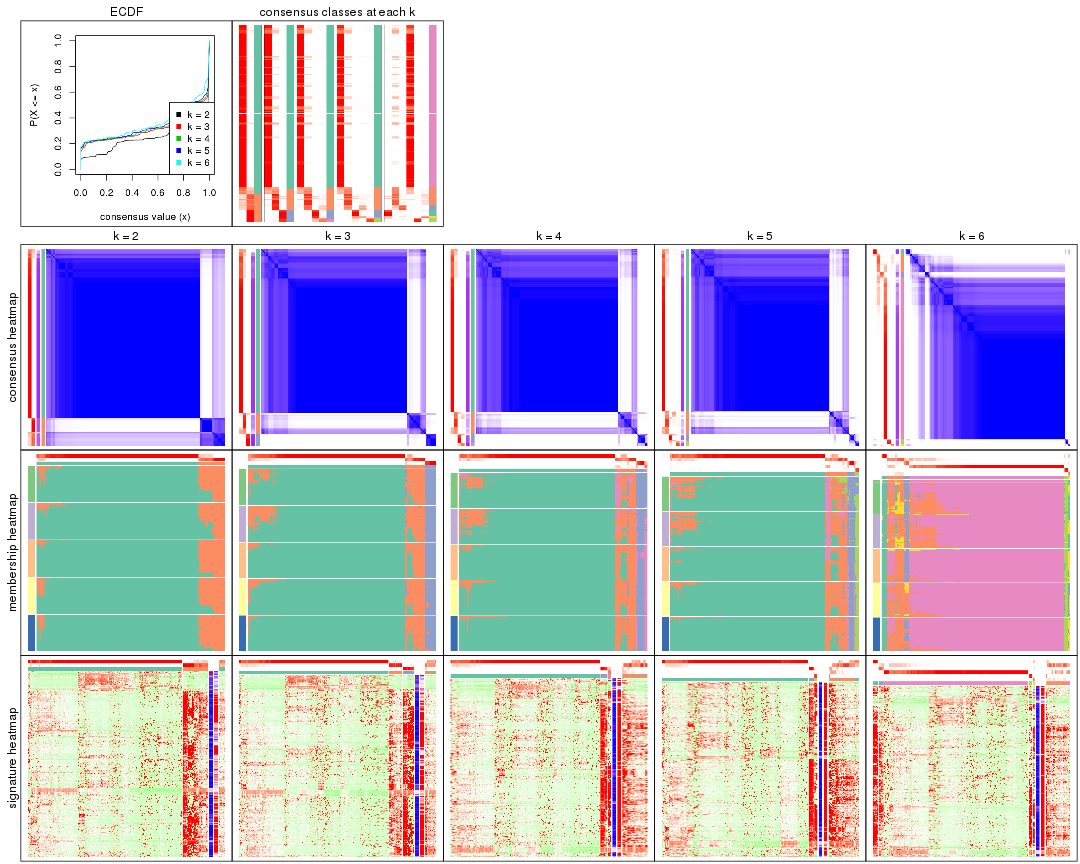 ECDF
consensus classes at each k
P(X <= x)
0.0 0.2 0.4 0.6 0.8 1.0
k = 2
k = 3
k = 4
k = 5
k = 6
0.0 0.2 0.4 0.6 0.8 1.0
consensus value (x)
k = 2
k = 3
k = 4
k = 5
k = 6
consensus heatmap
membership heatmap
signature heatmap